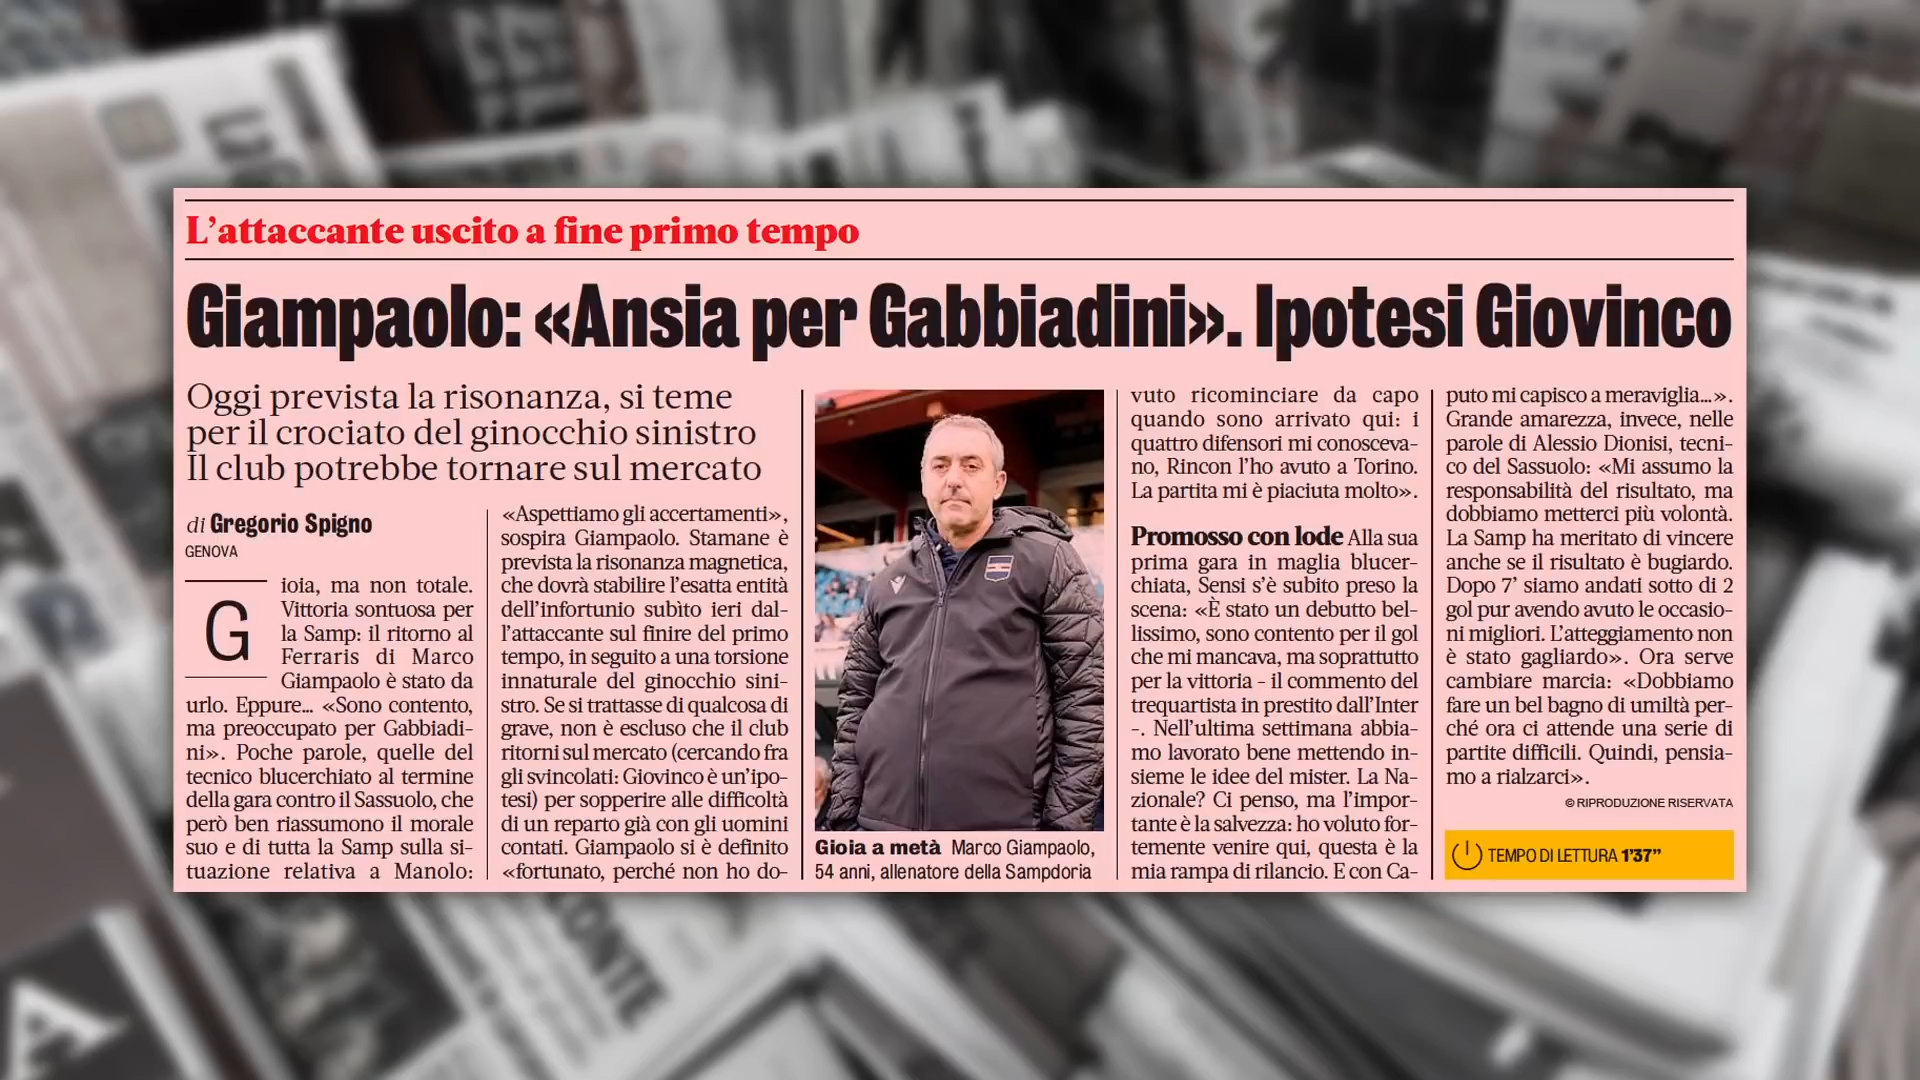 L'attaccante uscito a fine primo tempo
Giampaolo: «Ansia per Gabbiadini». Ipotesi Giovinco
Oggi prevista la risonanza, si teme
per il crociato del ginocchio sinistro
Il club potrebbe tornare sul mercato
di Gregorio Spigno
GENOVA
G
ioia, ma non totale.
Vittoria sontuosa per
la Samp: il ritorno al
Ferraris di Marco
Giampaolo è stato da
urlo. Eppure... «Sono contento,
ma preoccupato per Gabbiadi-
ni». Poche parole, quelle del
tecnico blucerchiato al termine
della gara contro il Sassuolo, che
però ben riassumono il morale
suo e di tutta la Samp sulla si-
tuazione relativa a Manolo:
«Aspettiamo gli accertamenti»,
sospira Giampaolo. Stamane è
prevista la risonanza magnetica,
che dovrà stabilire l'esatta entità
dell'infortunio subìto ieri dal-
l'attaccante sul finire del primo
tempo, in seguito a una torsione
innaturale del ginocchio sini-
stro. Se si trattasse di qualcosa di
grave, non è escluso che il club
ritorni sul mercato (cercando fra
gli svincolati: Giovinco è un'ipo-
tesi) per sopperire alle difficoltà
di un reparto già con gli uomini
contati. Giampaolo si è definito
«fortunato, perché non ho do-
Gioia a metà Marco Giampaolo,
54 anni, allenatore della Sampdoria
vuto ricominciare da capo
quando sono arrivato qui: i
quattro difensori mi conosceva-
no, Rincon l'ho avuto a Torino.
La partita mi è piaciuta molto».
Promosso con lode Alla sua
prima gara in maglia blucer-
chiata, Sensi s'è subito preso la
scena: «È stato un debutto bel-
lissimo, sono contento per il gol
che mi mancava, ma soprattutto
per la vittoria - il commento del
trequartista in prestito dall'Inter
-. Nell'ultima settimana abbia-
mo lavorato bene mettendo in-
sieme le idee del mister. La Na-
zionale? Ci penso, ma l'impor-
tante è la salvezza: ho voluto for-
temente venire qui, questa è la
mia rampa di rilancio. E con Ca-
puto mi capisco a meraviglia...».
Grande amarezza, invece, nelle
parole di Alessio Dionisi, tecni-
co del Sassuolo: «Mi assumo la
responsabilità del risultato, ma
dobbiamo metterci più volontà.
La Samp ha meritato di vincere
anche se il risultato è bugiardo.
Dopo 7' siamo andati sotto di 2
gol pur avendo avuto le occasio-
ni migliori. L'atteggiamento non
è stato gagliardo». Ora serve
cambiare marcia: «Dobbiamo
fare un bel bagno di umiltà per-
ché ora ci attende una serie di
partite difficili. Quindi, pensia-
mo a rialzarci».
© RIPRODUZIONE RISERVATA
TEMPO DI LETTURA 1'37"